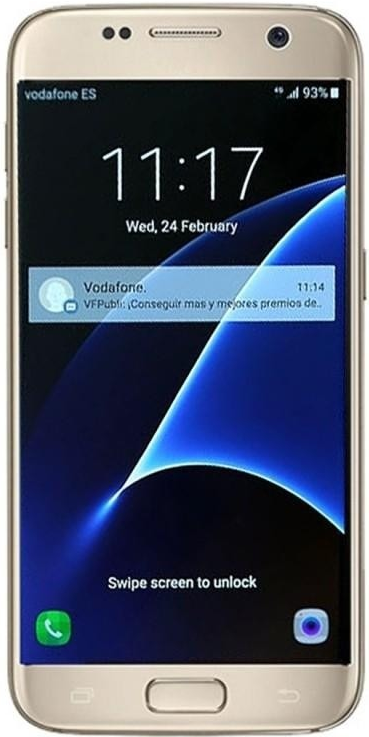 vodafone ES
4G 93%
11:17
Wed, 24 February
Vodafone.
11:14
VFPubli: ¡Conseguir mas y mejores premios de..
Swipe screen to unlock